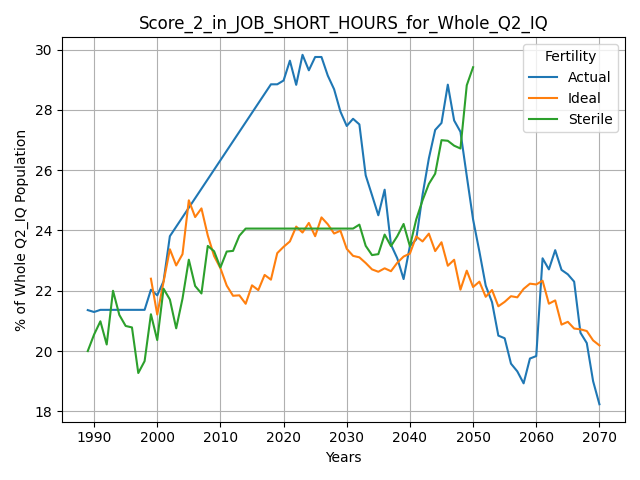 Score_2_in_JOB_SHORT_HOURS_for_Whole_Q2_IQ
Fertility
Actual
Ideal
Sterile
% of Whole Q2_IQ Population
30
28
26
24
22
20
18
1990
2000
2010
2020
2030
2040
2050
2060
2070
Years